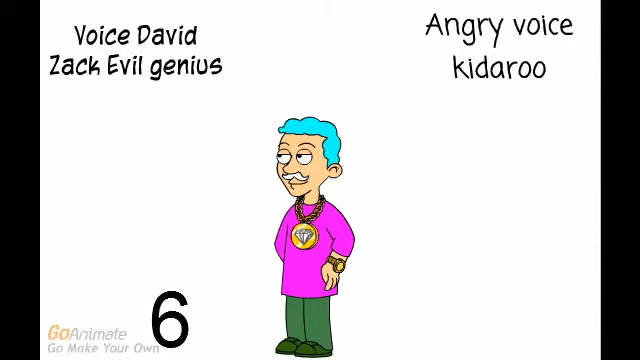 Voice David
Zack Evil genius
Angry voice
kidaroo
6
GoAnimate
Go Make Your Own